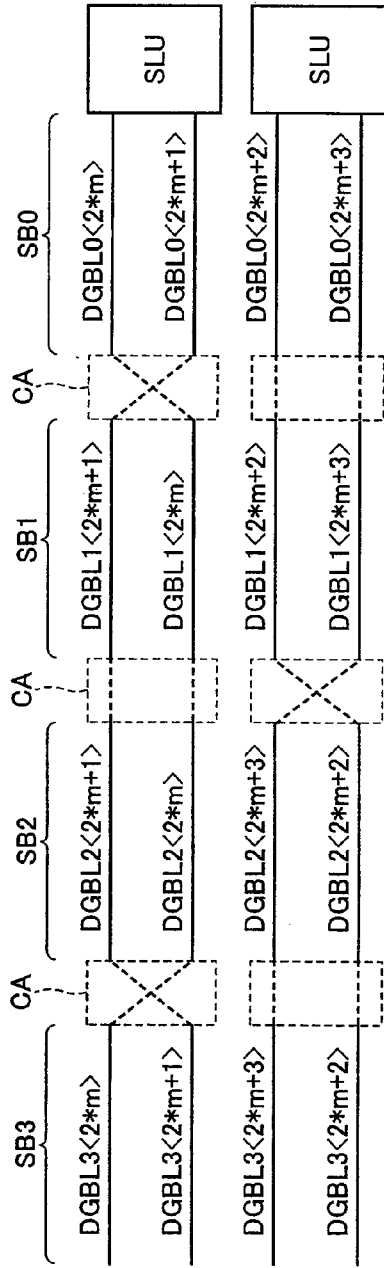 SB3
SB2
SB1
SB0
CA
CA
CA
DGBL3<2*m>
DGBL2<2*m+1>
DGBL1<2*m+1>
DGBL0<2*m>
DGBL3<2*m+1>
DGBL2<2*m>
DGBL1<2*m>
DGBL0<2*m+1>
SLU
DGBL3<2*m+3>
DGBL2<2*m+3>
DGBL1<2*m+2>
DGBL0<2*m+2>
DGBL3<2*m+2>
DGBL2<2*m+2>
DGBL1<2*m+3>
DGBL0<2*m+3>
SLU